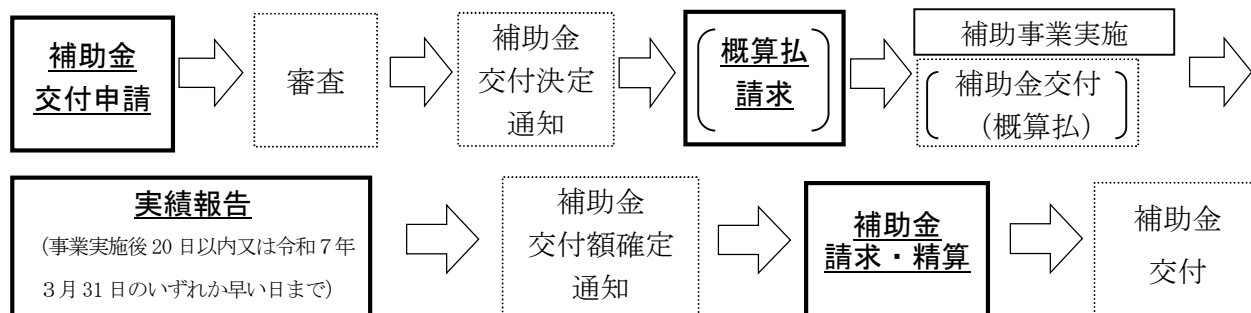 補助金
交付申請
審査
補助金
交付決定
通知
概算払
請求
補助事業実施
補助金交付
(概算払)
実績報告
(事業実施後 20 日以内又は令和７年
３月 31 日のいずれか早い日まで)
補助金
交付額確定
通知
補助金
請求・精算
補助金
交付